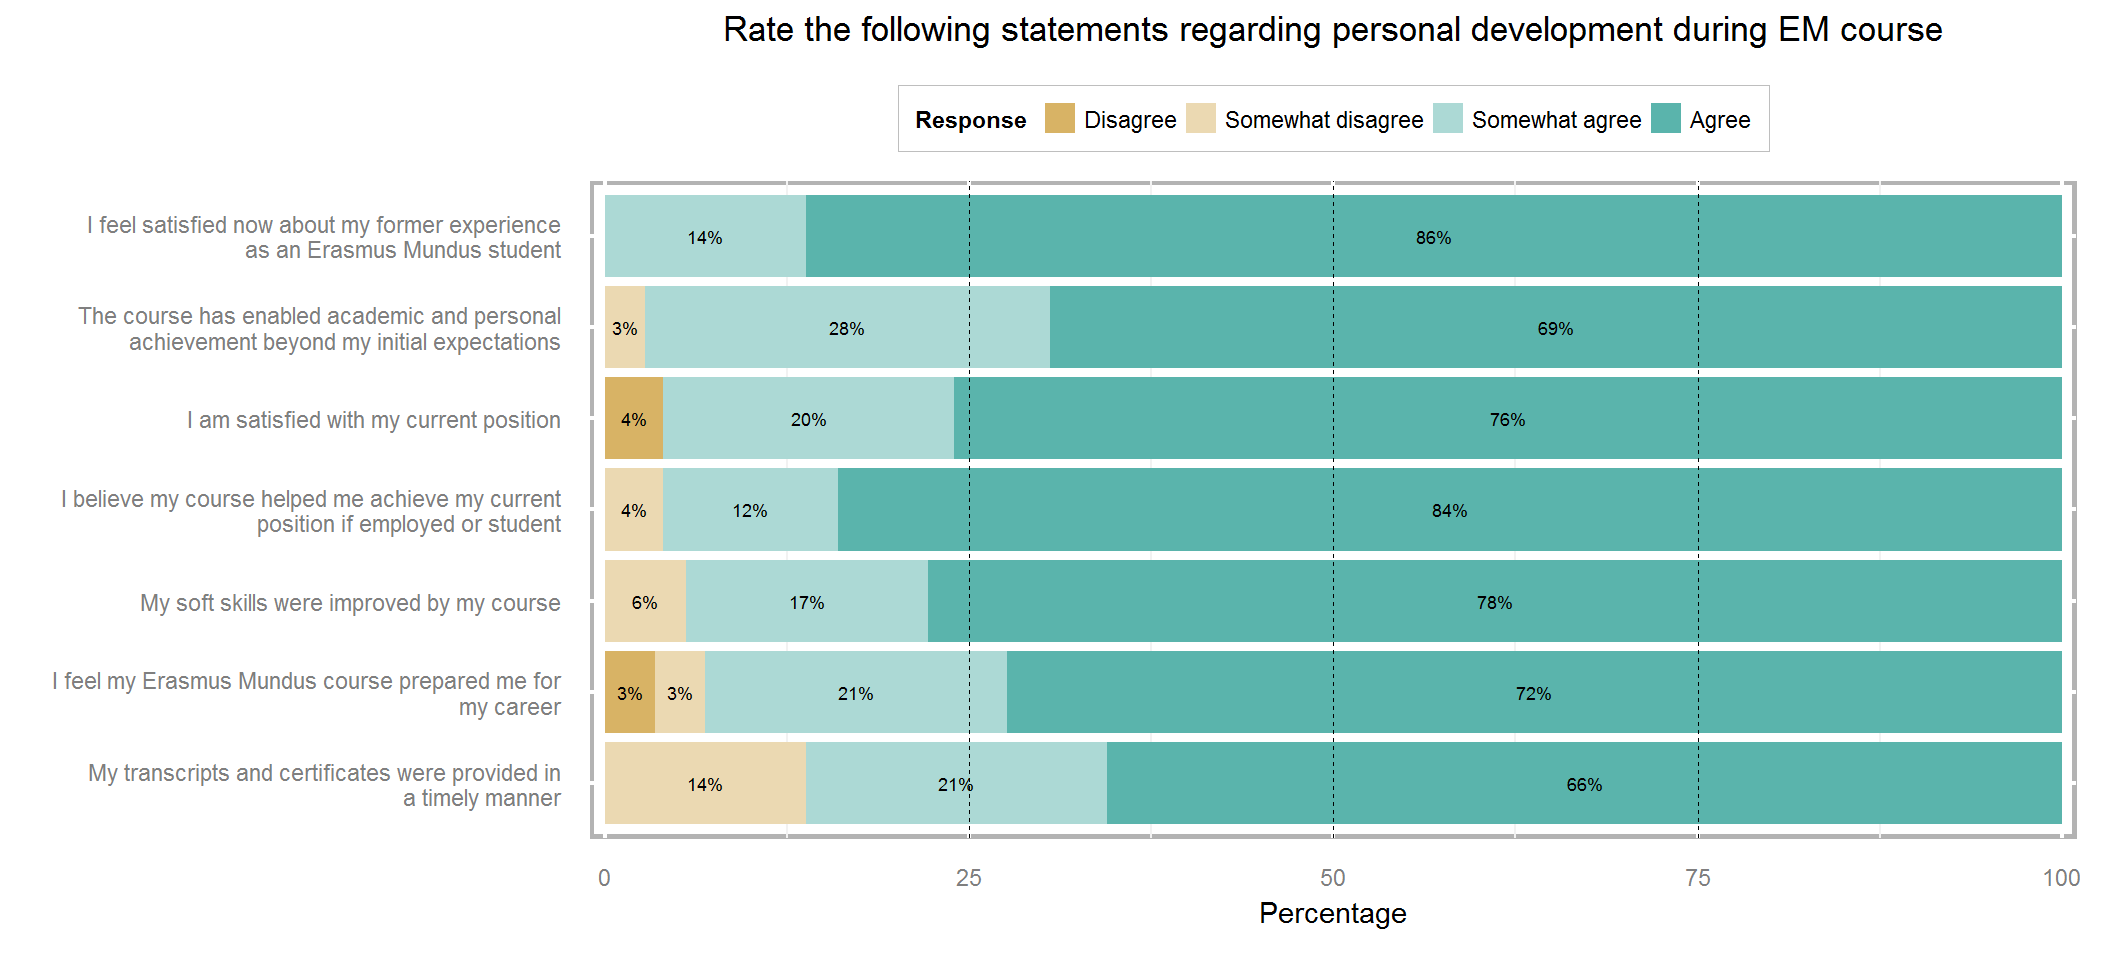 Rate the following statements regarding personal development during EM course
Response Disagree Somewhat disagree Somewhat agree Agree
I feel satisfied now about my former experience
as an Erasmus Mundus student
14% 86%
The course has enabled academic and personal
achievement beyond my initial expectations
3% 28% 69%
I am satisfied with my current position
4% 20% 76%
I believe my course helped me achieve my current
position if employed or student
4% 12% 84%
My soft skills were improved by my course
6% 17% 78%
I feel my Erasmus Mundus course prepared me for
my career
3% 3% 21% 72%
My transcripts and certificates were provided in
a timely manner
14% 21% 66%
0 25 50 75 100
Percentage